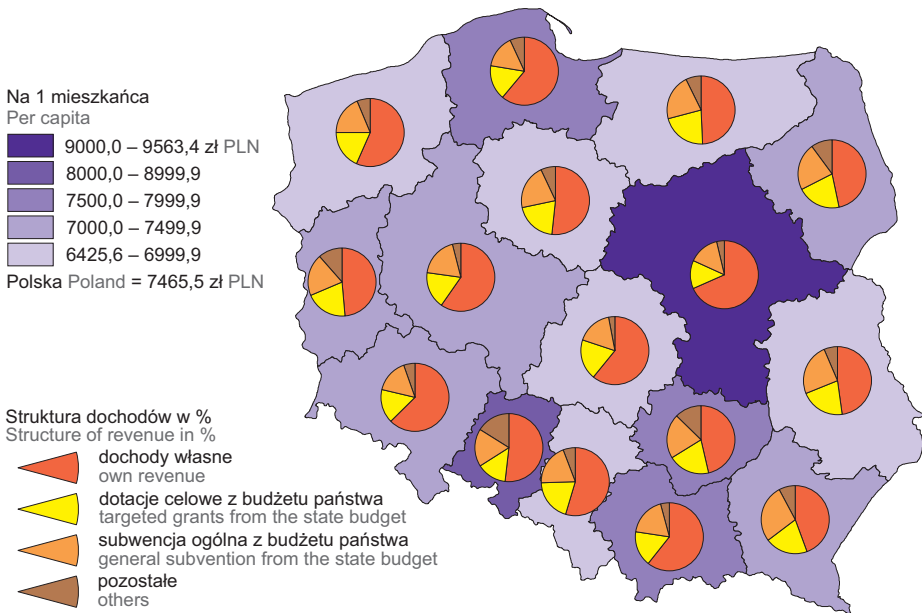 Na 1 mieszkańca
Per capita
9000,0 – 9563,4 zł PLN
8000,0 – 8999,9
7500,0 – 7999,9
7000,0 – 7499,9
6425,6 – 6999,9
Polska Poland = 7465,5 zł PLN
Struktura dochodów w %
Structure of revenue in %
dochody własne
own revenue
dotacje celowe z budżetu państwa
targeted grants from the state budget
subwencja ogólna z budżetu państwa
general subvention from the state budget
pozostałe
others